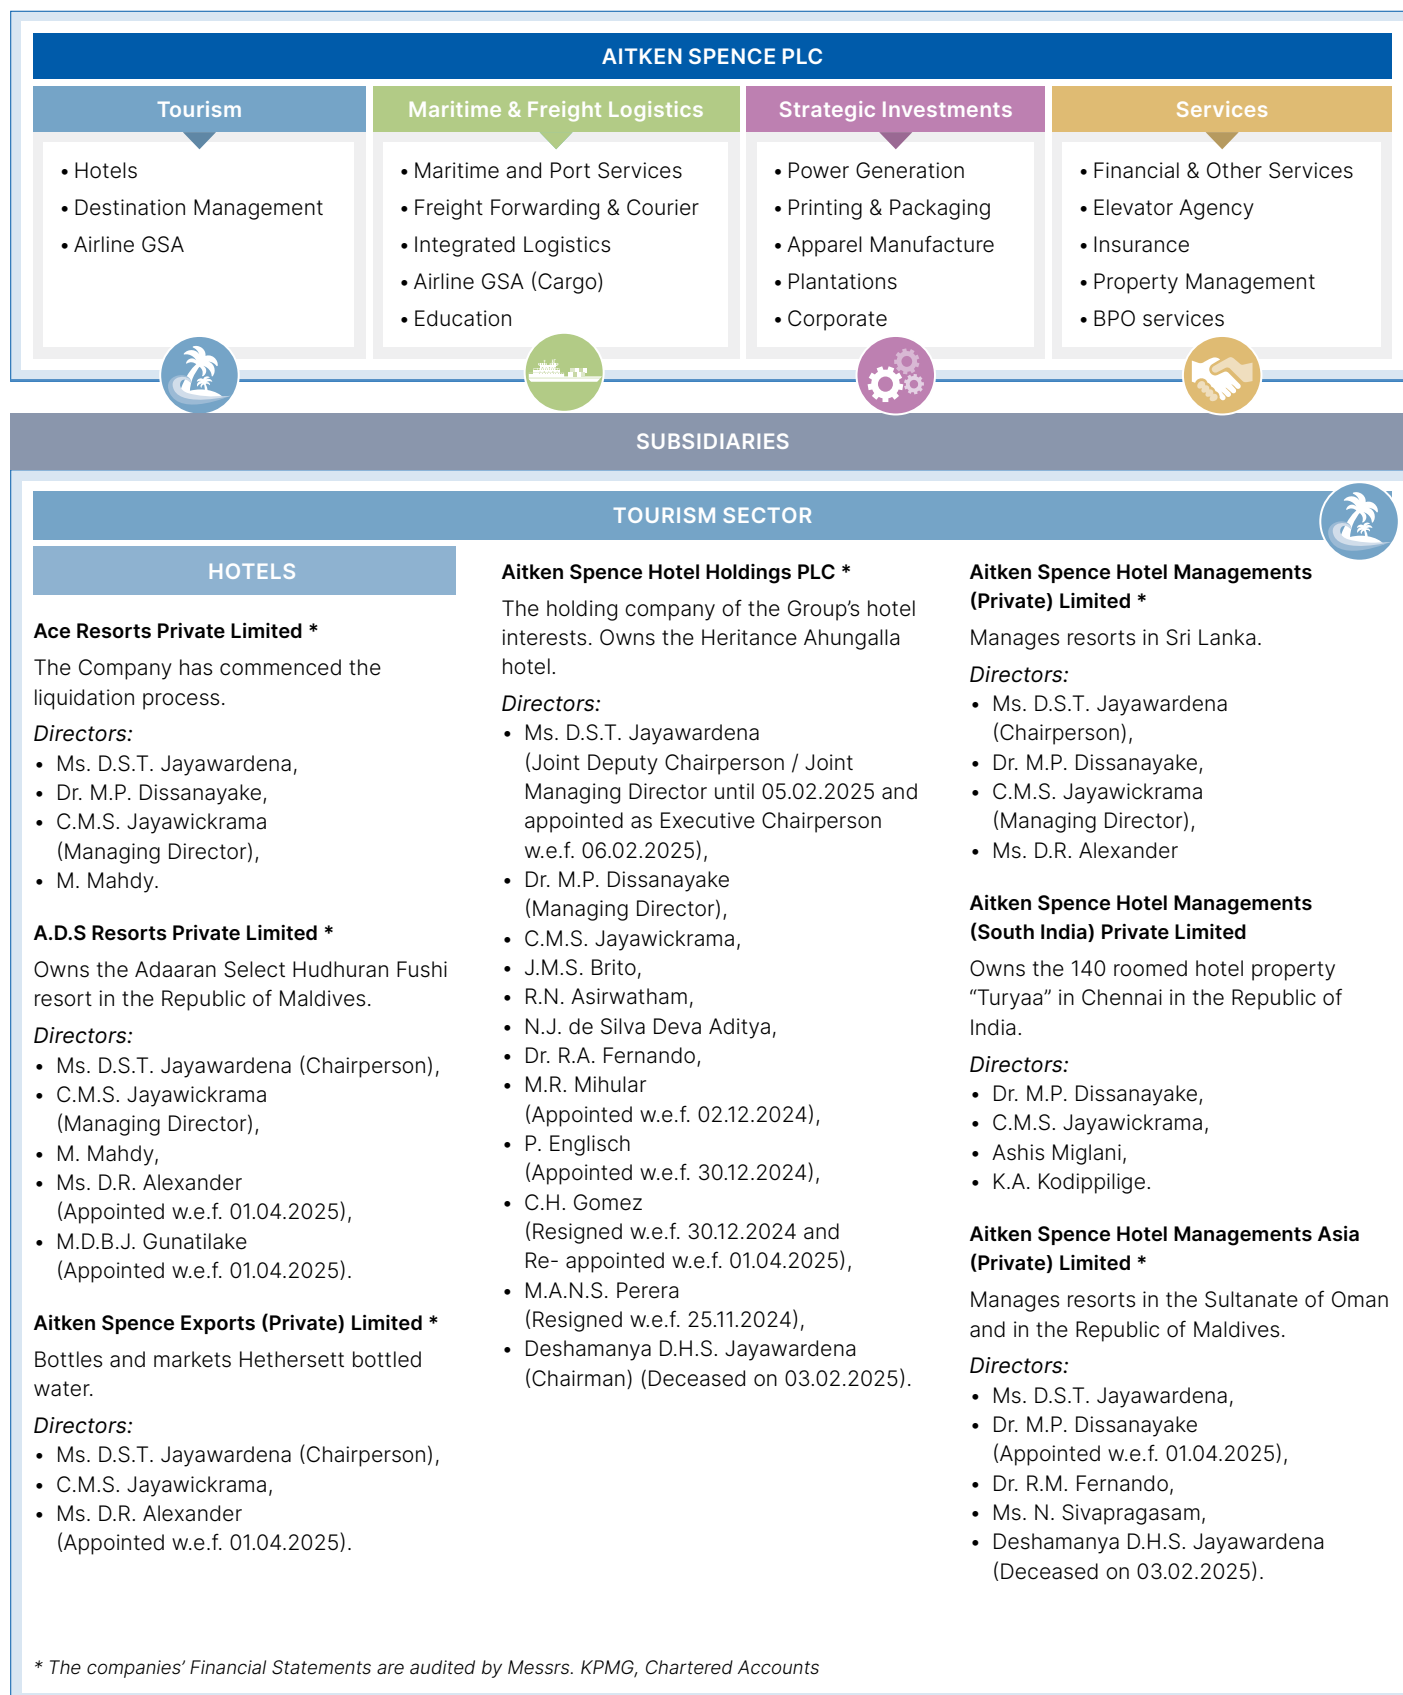 AITKEN SPENCE PLC
Tourism
• Hotels
• Destination Management
• Airline GSA
Maritime & Freight Logistics
• Maritime and Port Services
• Freight Forwarding & Courier
• Integrated Logistics
• Airline GSA (Cargo)
• Education
Strategic Investments
• Power Generation
• Printing & Packaging
• Apparel Manufacture
• Plantations
• Corporate
Services
• Financial & Other Services
• Elevator Agency
• Insurance
• Property Management
• BPO services
SUBSIDIARIES
TOURISM SECTOR
HOTELS
Ace Resorts Private Limited *
The Company has commenced the
liquidation process.
Directors:
• Ms. D.S.T. Jayawardena,
• Dr. M.P. Dissanayake,
• C.M.S. Jayawickrama
(Managing Director),
• M. Mahdy.
A.D.S Resorts Private Limited *
Owns the Adaaran Select Hudhuran Fushi
resort in the Republic of Maldives.
Directors:
• Ms. D.S.T. Jayawardena (Chairperson),
• C.M.S. Jayawickrama
(Managing Director),
• M. Mahdy,
• Ms. D.R. Alexander
(Appointed w.e.f. 01.04.2025),
• M.D.B.J. Gunatilake
(Appointed w.e.f. 01.04.2025).
Aitken Spence Exports (Private) Limited *
Bottles and markets Hethersett bottled
water.
Directors:
• Ms. D.S.T. Jayawardena (Chairperson),
• C.M.S. Jayawickrama,
• Ms. D.R. Alexander
(Appointed w.e.f. 01.04.2025).
Aitken Spence Hotel Holdings PLC *
The holding company of the Group’s hotel
interests. Owns the Heritance Ahungalla
hotel.
Directors:
• Ms. D.S.T. Jayawardena
(Joint Deputy Chairperson / Joint
Managing Director until 05.02.2025 and
appointed as Executive Chairperson
w.e.f. 06.02.2025),
• Dr. M.P. Dissanayake
(Managing Director),
• C.M.S. Jayawickrama,
• J.M.S. Brito,
• R.N. Asirwatham,
• N.J. de Silva Deva Aditya,
• Dr. R.A. Fernando,
• M.R. Mihular
(Appointed w.e.f. 02.12.2024),
• P. Englisch
(Appointed w.e.f. 30.12.2024),
• C.H. Gomez
(Resigned w.e.f. 30.12.2024 and
Re- appointed w.e.f. 01.04.2025),
• M.A.N.S. Perera
(Resigned w.e.f. 25.11.2024),
• Deshamanya D.H.S. Jayawardena
(Chairman) (Deceased on 03.02.2025).
Aitken Spence Hotel Managements
(Private) Limited *
Manages resorts in Sri Lanka.
Directors:
• Ms. D.S.T. Jayawardena
(Chairperson),
• Dr. M.P. Dissanayake,
• C.M.S. Jayawickrama
(Managing Director),
• Ms. D.R. Alexander
Aitken Spence Hotel Managements
(South India) Private Limited
Owns the 140 roomed hotel property
“Turyaa” in Chennai in the Republic of
India.
Directors:
• Dr. M.P. Dissanayake,
• C.M.S. Jayawickrama,
• Ashis Miglani,
• K.A. Kodippilige.
Aitken Spence Hotel Managements Asia
(Private) Limited *
Manages resorts in the Sultanate of Oman
and in the Republic of Maldives.
Directors:
• Ms. D.S.T. Jayawardena,
• Dr. M.P. Dissanayake
(Appointed w.e.f. 01.04.2025),
• Dr. R.M. Fernando,
• Ms. N. Sivapragasam,
• Deshamanya D.H.S. Jayawardena
(Deceased on 03.02.2025).
* The companies’ Financial Statements are audited by Messrs. KPMG, Chartered Accounts